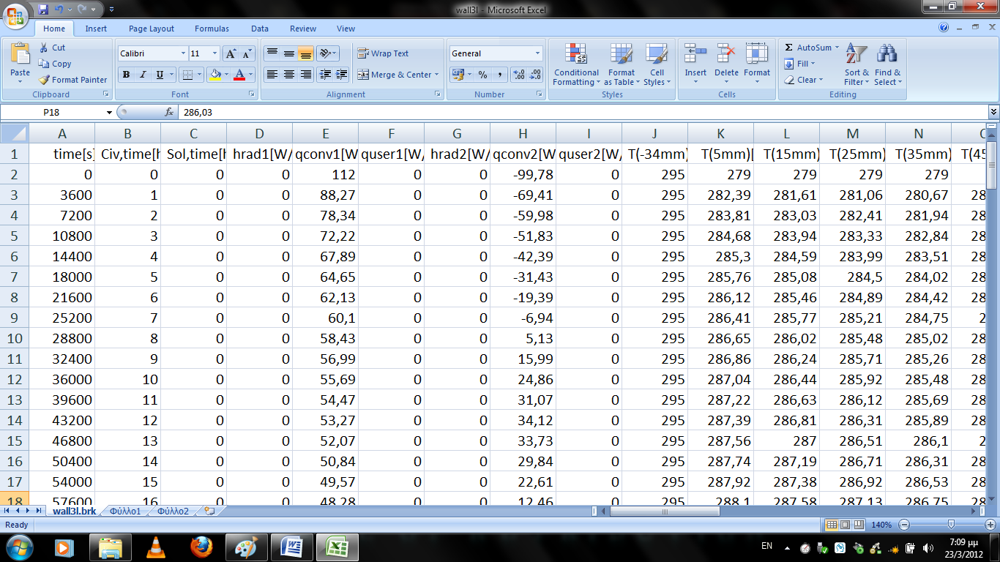 wall3l - Microsoft Excel
Home Insert Page Layout Formulas Data Review View
Paste Cut Copy Format Painter Clipboard
Calibri 11 B I U Font
Wrap Text Merge & Center Alignment
General % , Number
Conditional Formatting Format as Table Cell Styles Styles
Insert Delete Format Cells
Σ AutoSum Fill Clear Sort & Filter Find & Select Editing
P18 fx 286,03
A B C D E F G H I J K L M N
1 time[s] Civ,time[h Sol,time[h hrad1[W/ qconv1[W quser1[W/ hrad2[W/ qconv2[W quser2[W/ T(-34mm) T(5mm)[ T(15mm) T(25mm) T(35mm) T(45
2 0 0 0 0 112 0 0 -99,78 0 295 279 279 279 279
3 3600 1 0 0 88,27 0 0 -69,41 0 295 282,39 281,61 281,06 280,67 28
4 7200 2 0 0 78,34 0 0 -59,98 0 295 283,81 283,03 282,41 281,94 28
5 10800 3 0 0 72,22 0 0 -51,83 0 295 284,68 283,94 283,33 282,84 28
6 14400 4 0 0 67,89 0 0 -42,39 0 295 285,3 284,59 283,99 283,51 28
7 18000 5 0 0 64,65 0 0 -31,43 0 295 285,76 285,08 284,5 284,02 28
8 21600 6 0 0 62,13 0 0 -19,39 0 295 286,12 285,46 284,89 284,42 28
9 25200 7 0 0 60,1 0 0 -6,94 0 295 286,41 285,77 285,21 284,75 2
10 28800 8 0 0 58,43 0 0 5,13 0 295 286,65 286,02 285,48 285,02 28
11 32400 9 0 0 56,99 0 0 15,99 0 295 286,86 286,24 285,71 285,26 28
12 36000 10 0 0 55,69 0 0 24,86 0 295 287,04 286,44 285,92 285,48 28
13 39600 11 0 0 54,47 0 0 31,07 0 295 287,22 286,63 286,12 285,69 28
14 43200 12 0 0 53,27 0 0 34,12 0 295 287,39 286,81 286,31 285,89 28
15 46800 13 0 0 52,07 0 0 33,73 0 295 287,56 287 286,51 286,1 2
16 50400 14 0 0 50,84 0 0 29,84 0 295 287,74 287,19 286,71 286,31 28
17 54000 15 0 0 49,57 0 0 22,61 0 295 287,92 287,38 286,92 286,53 28
18 57600 16 0 0 48,28 0 0 12,46 0 295 288,1 287,58 287,13 286,75 28
wall3l.brk Φύλλο1 Φύλλο2
Ready 140%
EN 7:09 μμ
23/3/2012